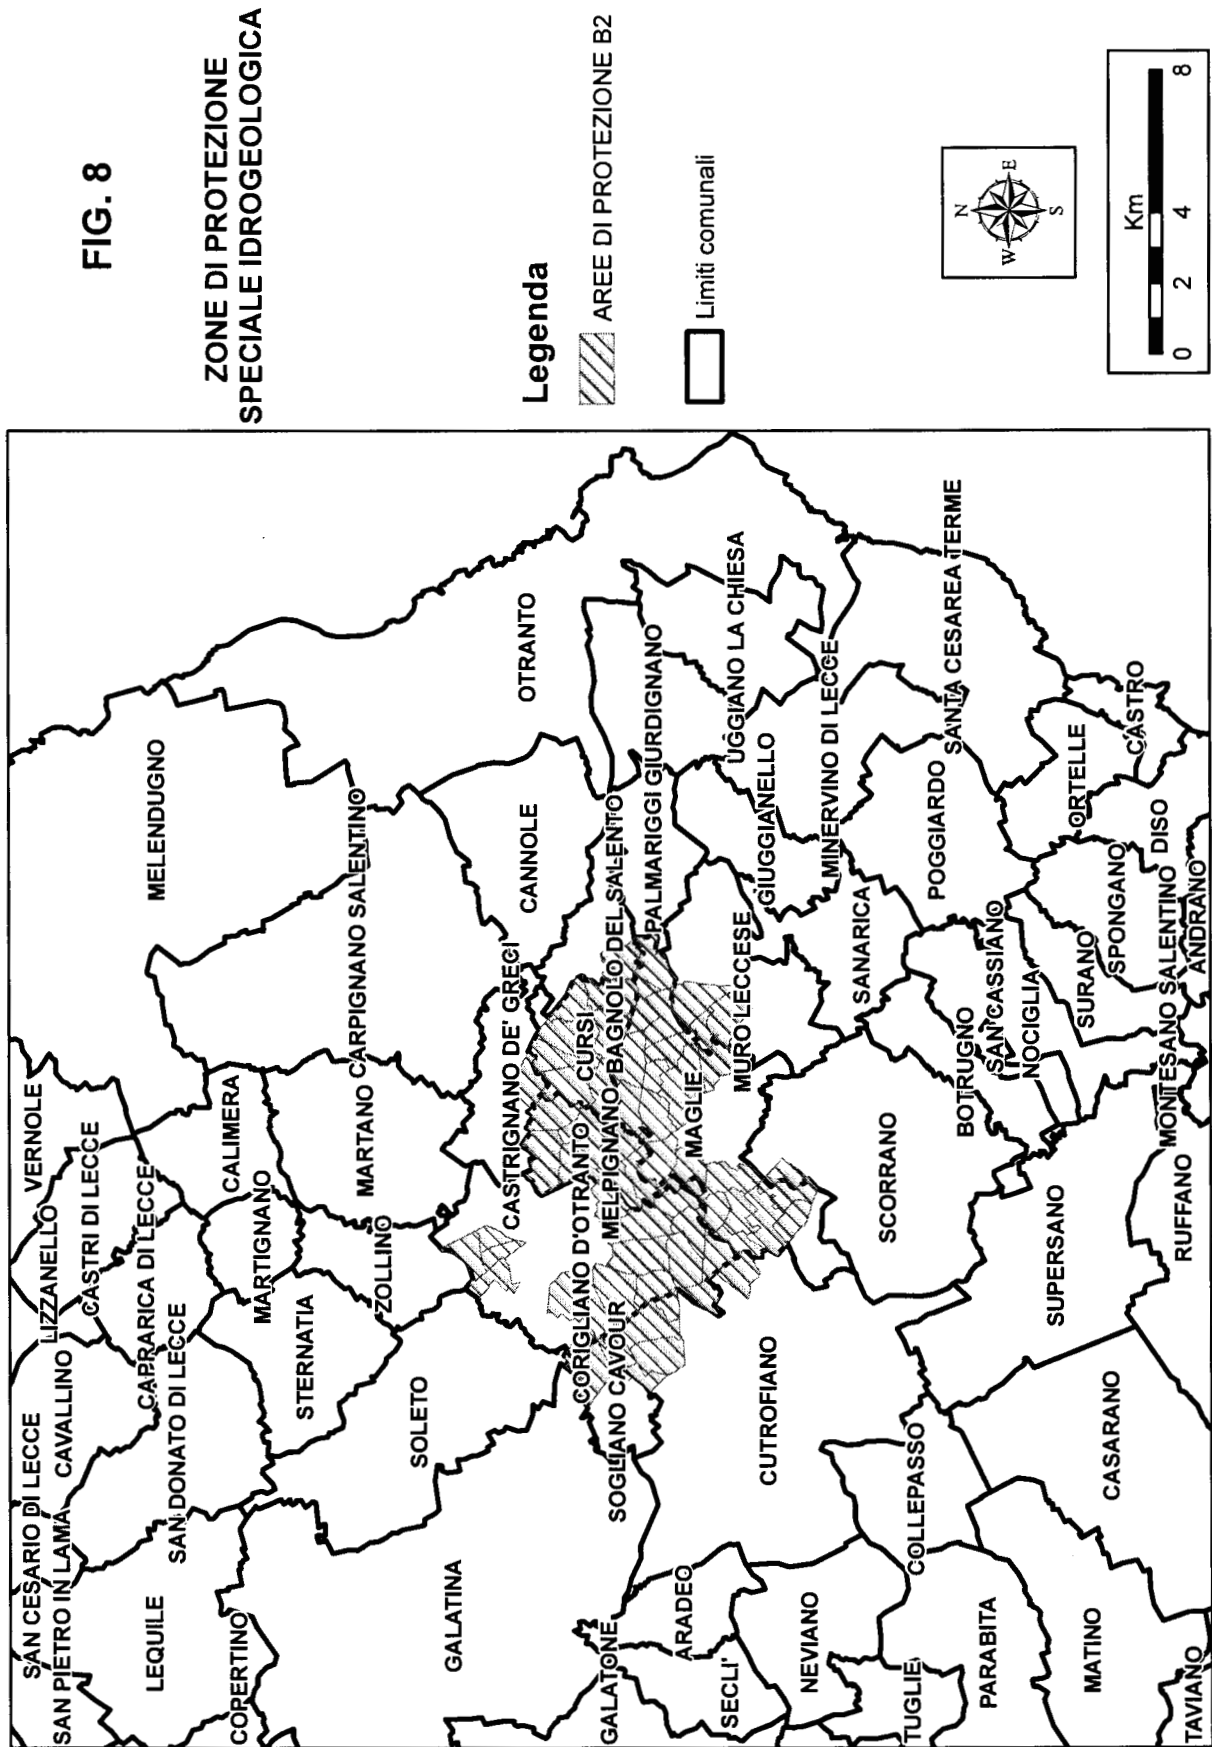 FIG. 8
ZONE DI PROTEZIONE
SPECIALE IDROGEOLOGICA
Legenda
AREE DI PROTEZIONE B2
Limiti comunali
N
W
E
S
Km
0 2 4 8
SAN CESARIO DI LECCE
LIZZANELLO
VERNOLE
SAN PIETRO IN LAMA
CAVALLINO
CASTRI DI LECCE
CAPRARICA DI LECCE
MELENDUGNO
LEQUILE
SAN DONATO DI LECCE
CALIMERA
COPERTINO
MARTIGNANO
STERNATIA
MARTANO
CARPIGNANO SALENTINO
ZOLLINO
SOLETO
GALATINA
CASTRIGNANO DE' GRECI
CANNOLE
OTRANTO
CORIGLIANO D'OTRANTO
CURSI
GALATONE
SOGLIANO CAVOUR
MELPIGNANO
BAGNOLO DEL SALENTO
PALMARIGGI
GIURDIGNANO
ARADEO
MAGLIE
SECLI'
MURO LECCESE
UGGIANO LA CHIESA
CUTROFIANO
GIUGGIANELLO
NEVIANO
MINERVINO DI LECCE
SANARICA
SCORRANO
TUGLIE
COLLEPASSO
POGGIARDO
SANTA CESAREA TERME
BOTRUGNO
PARABITA
SAN CASSIANO
NOCIGLIA
SUPERSANO
SURANO
ORTELLE
MATINO
CASARANO
SPONGANO
CASTRO
DISO
MONTESANO SALENTINO
RUFFANO
ANDRANO
TAVIANO